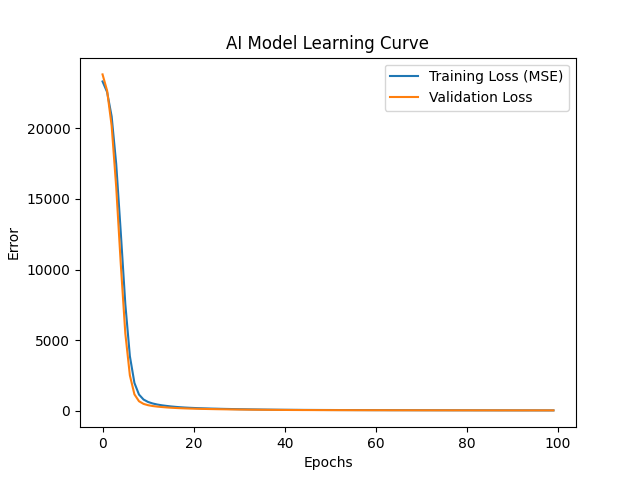 AI Model Learning Curve
Training Loss (MSE)
Validation Loss
20000
15000
10000
5000
0
Error
0 20 40 60 80 100
Epochs